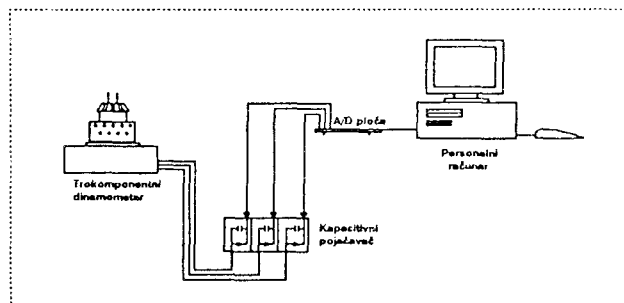 A/D ploča
Personalni
računar
Trokomponentni
dinamometar
Kapacitivni
pojačavač